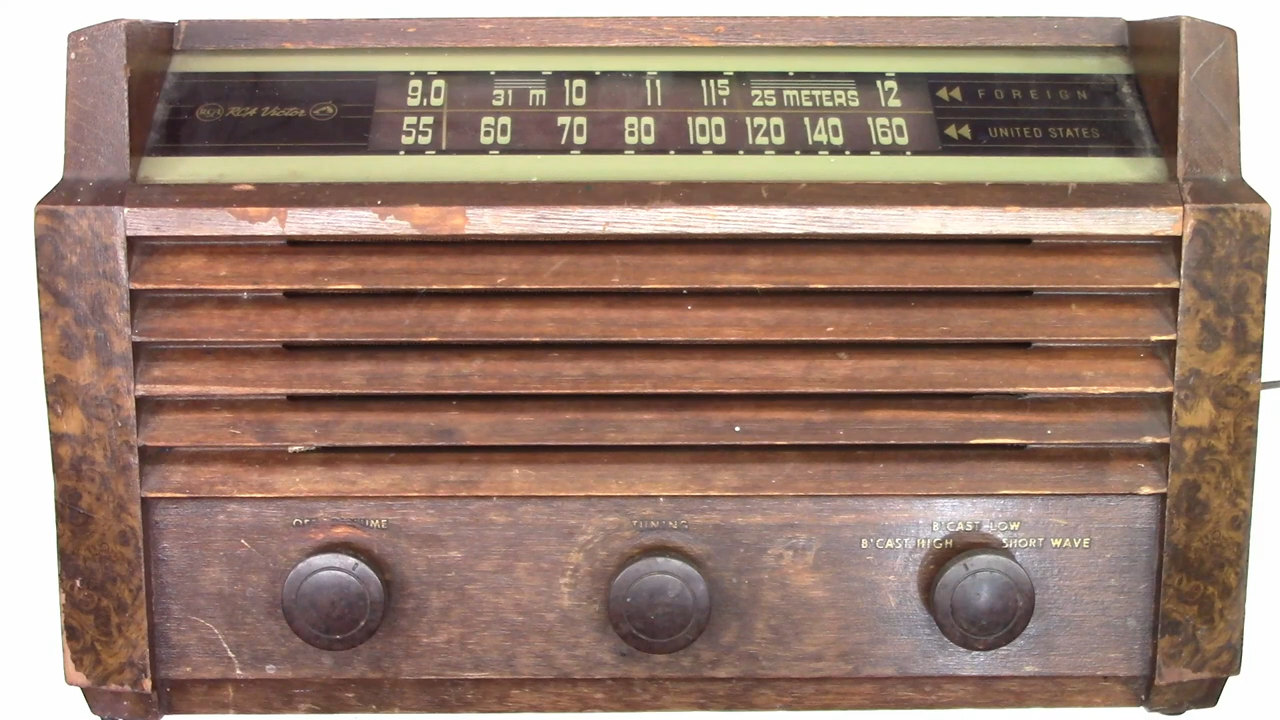 9.0 31 m 10 11 11.5 25 METERS 12 FOREIGN
RCA RCA Victor
55 60 70 80 100 120 140 160 UNITED STATES
TUNING B'CAST LOW
B'CAST HIGH SHORT WAVE